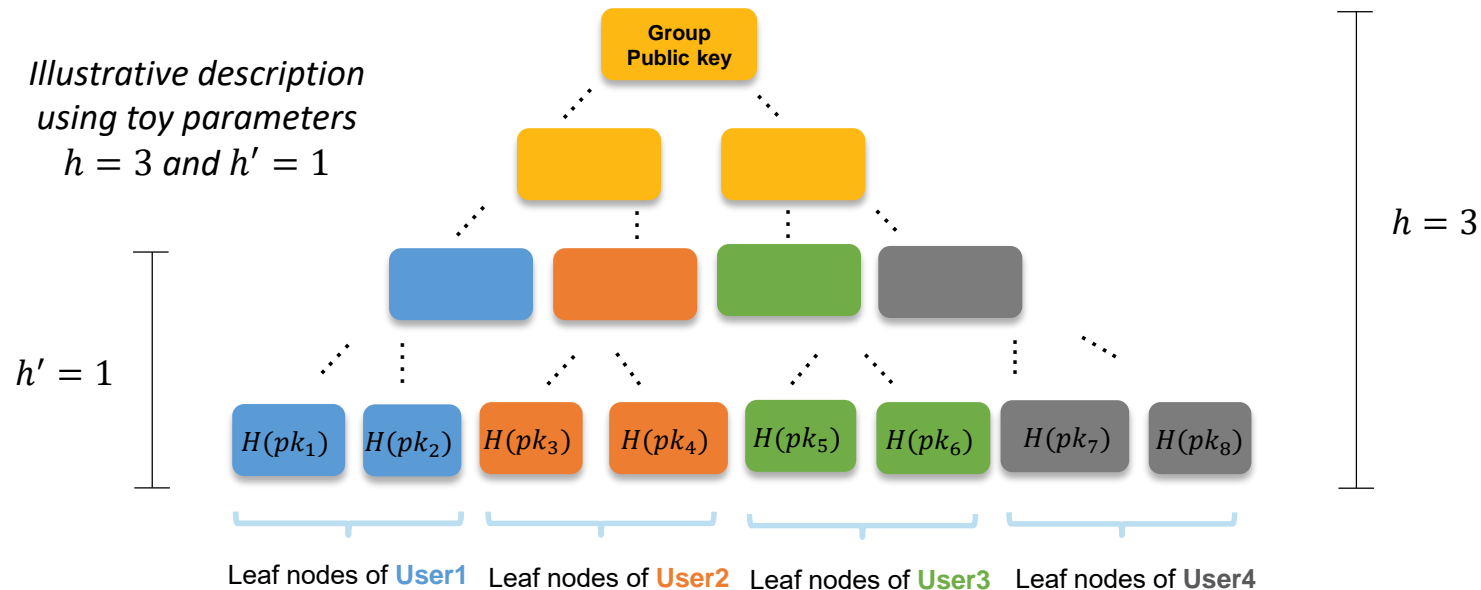 Group
Public key
Illustrative description
using toy parameters
h = 3 and h′ = 1
h = 3
h′ = 1
H(pk₁)
H(pk₂)
H(pk₃)
H(pk₄)
H(pk₅)
H(pk₆)
H(pk₇)
H(pk₈)
Leaf nodes of User1
Leaf nodes of User2
Leaf nodes of User3
Leaf nodes of User4